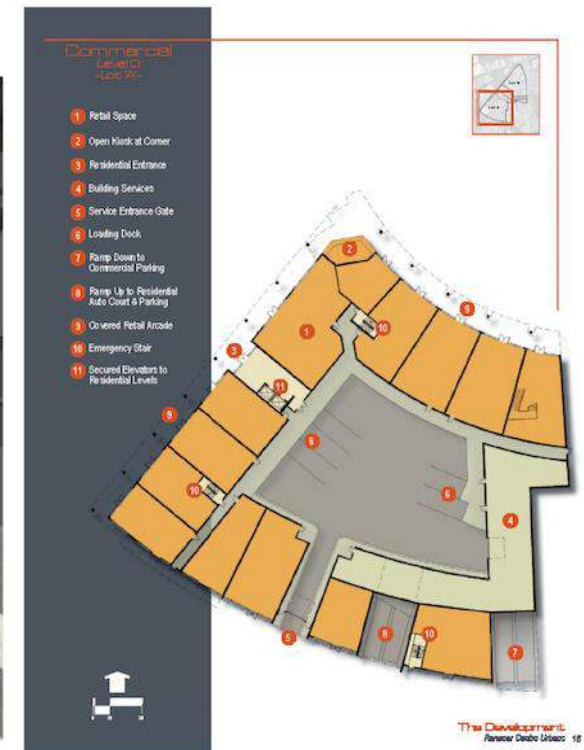 Commercial
Level 0
-Lot "A"-
1 Retail Space
2 Open Kiosk at Corner
3 Residential Entrance
4 Building Services
5 Service Entrance Gate
6 Loading Dock
7 Ramp Down to
Commercial Parking
8 Ramp Up to Residential
Auto Court & Parking
9 Covered Retail Arcade
10 Emergency Stair
11 Secured Elevators to
Residential Levels
2
9
1
10
3
11
9
6
6
10
4
8
10
5
7
The Development
Centro Urbano